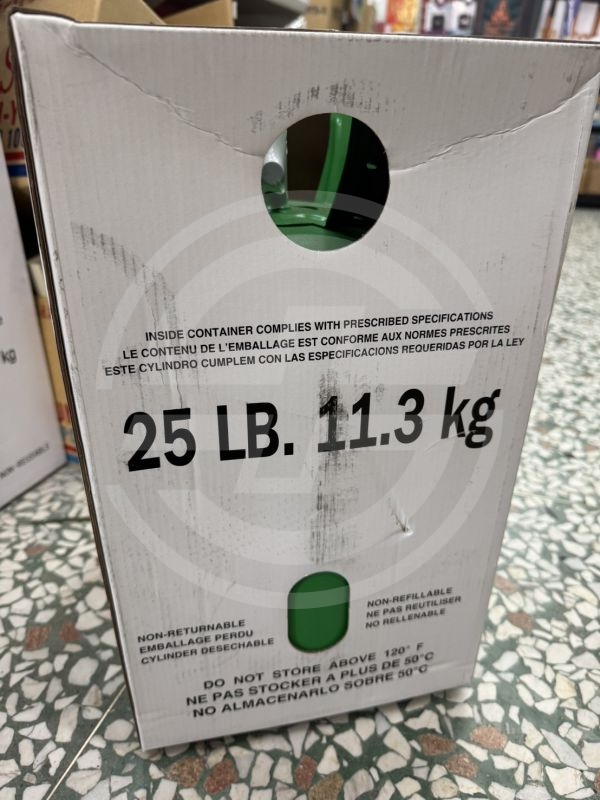 INSIDE CONTAINER COMPLIES WITH PRESCRIBED SPECIFICATIONS
LE CONTENU DE L'EMBALLAGE EST CONFORME AUX NORMES PRESCRITES
ESTE CYLINDRO CUMPLEM CON LAS ESPECIFICACIONS REQUERIDAS POR LA LEY
25 LB. 11.3 kg
NON-RETURNABLE
EMBALLAGE PERDU
CYLINDER DESECHABLE
NON-REFILLABLE
NE PAS REUTILISER
NO RELLENABLE
DO NOT STORE ABOVE 120° F
NE PAS STOCKER A PLUS DE 50°C
NO ALMACENARLO SOBRE 50°C
kg
NON-REUSABLE